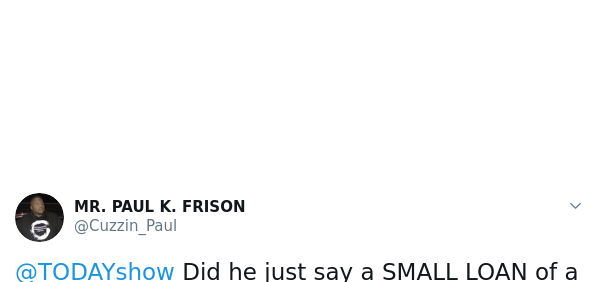 MR. PAUL K. FRISON
@Cuzzin_Paul
@TODAYshow Did he just say a SMALL LOAN of a